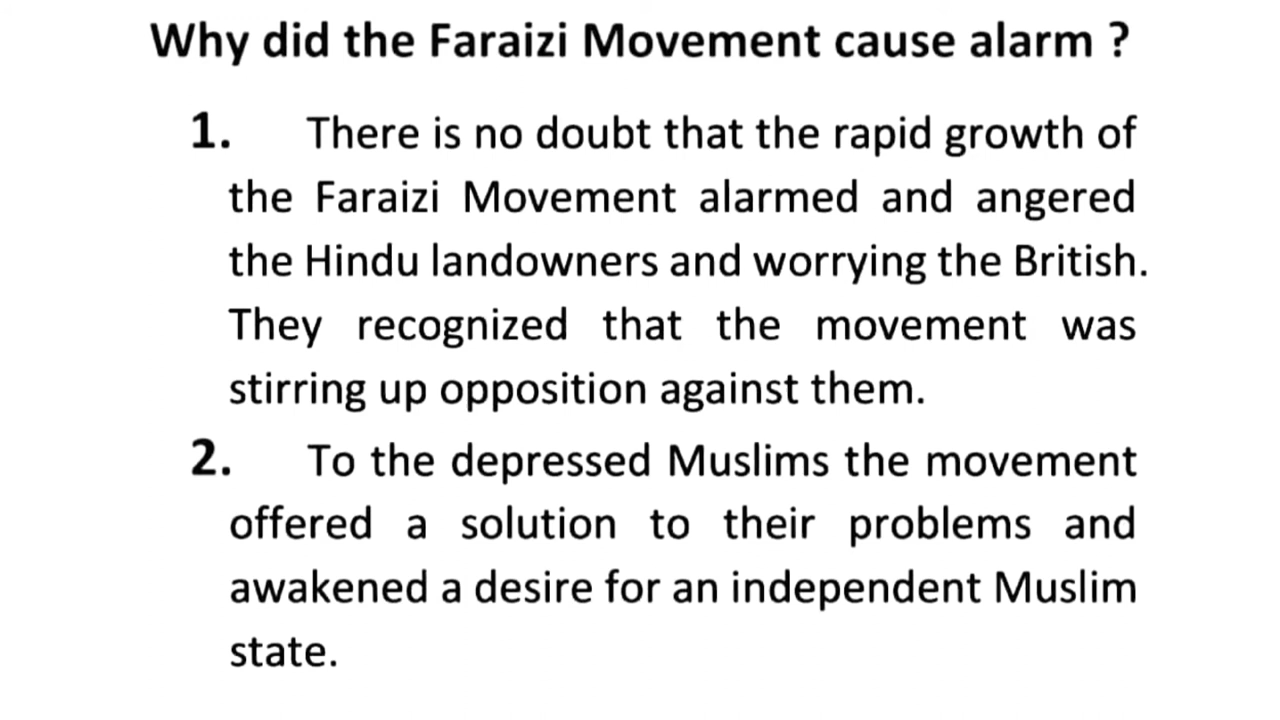 Why did the Faraizi Movement cause alarm ?
1. There is no doubt that the rapid growth of
the Faraizi Movement alarmed and angered
the Hindu landowners and worrying the British.
They recognized that the movement was
stirring up opposition against them.
2. To the depressed Muslims the movement
offered a solution to their problems and
awakened a desire for an independent Muslim
state.